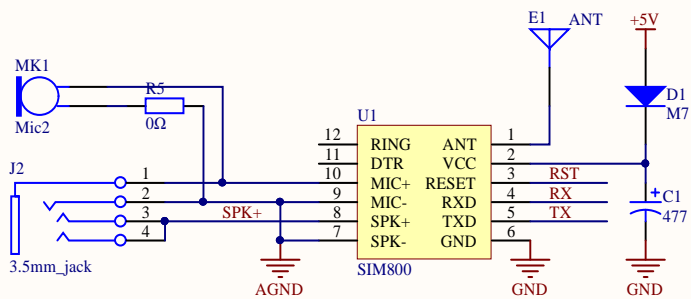 E1
ANT
+5V
MK1
R5
D1
M7
0Ω
Mic2
U1
12 RING ANT 1
11 DTR VCC 2
10 MIC+ RESET 3 RST
9 MIC- RXD 4 RX
8 SPK+ TXD 5 TX
7 SPK- GND 6
SIM800
J2
1
2
3 SPK+
4
3.5mm_jack
C1
+
477
AGND
GND
GND